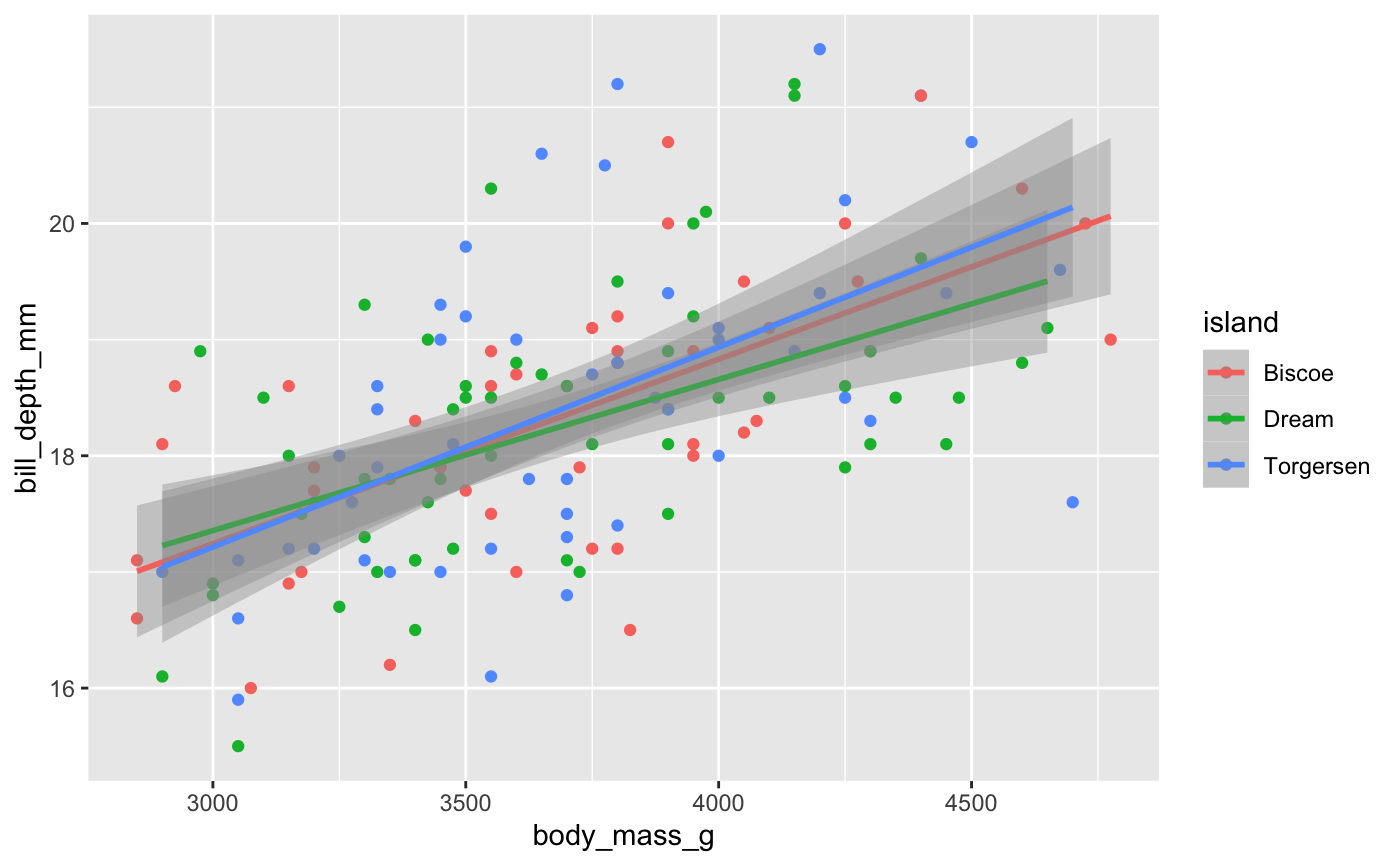 bill_depth_mm
20
18
16
3000
3500
4000
4500
body_mass_g
island
Biscoe
Dream
Torgersen